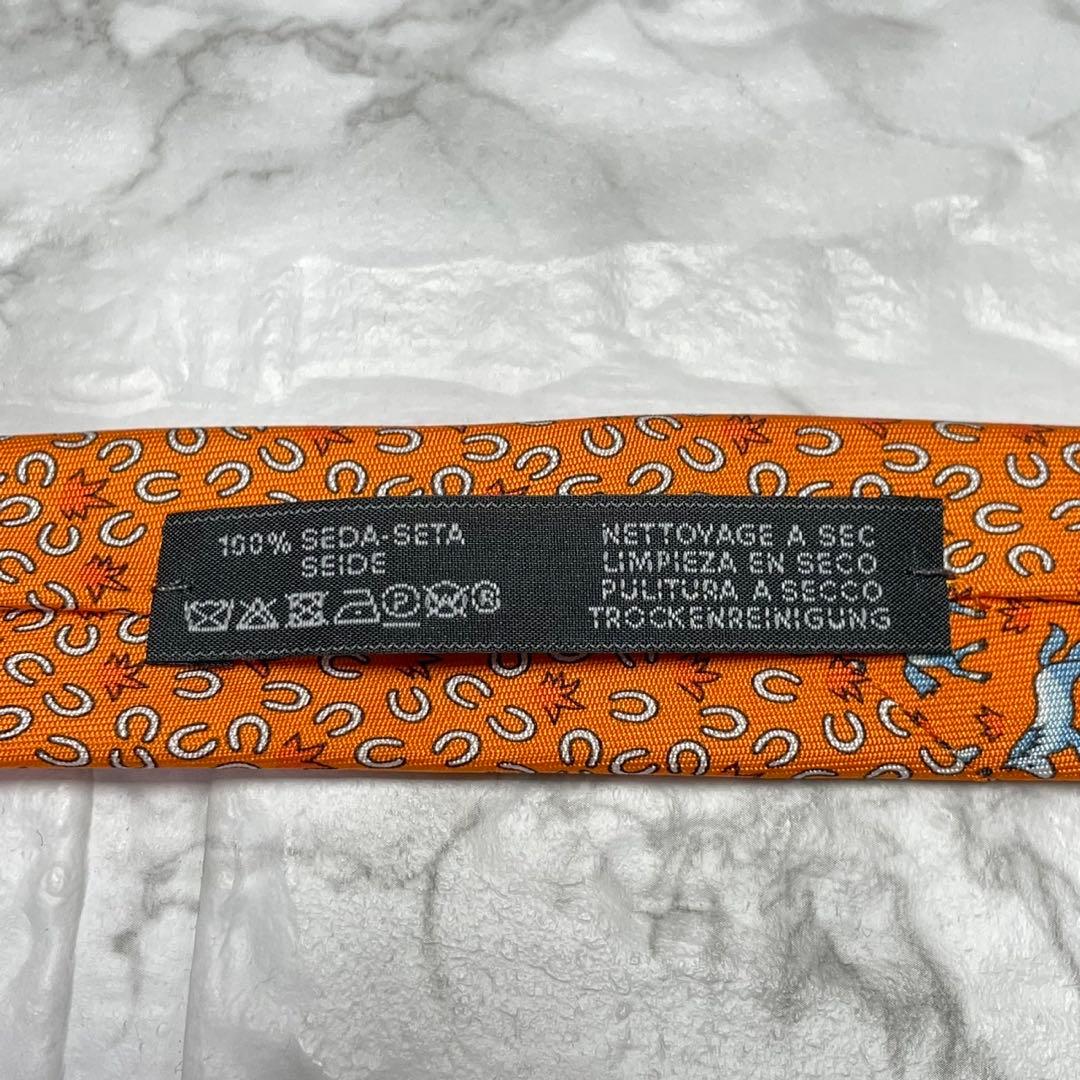 100% SEDA-SETA
SEIDE
P
R
NETTOYAGE A SEC
LIMPIEZA EN SECO
PULITURA A SECCO
TROCKENREINIGUNG